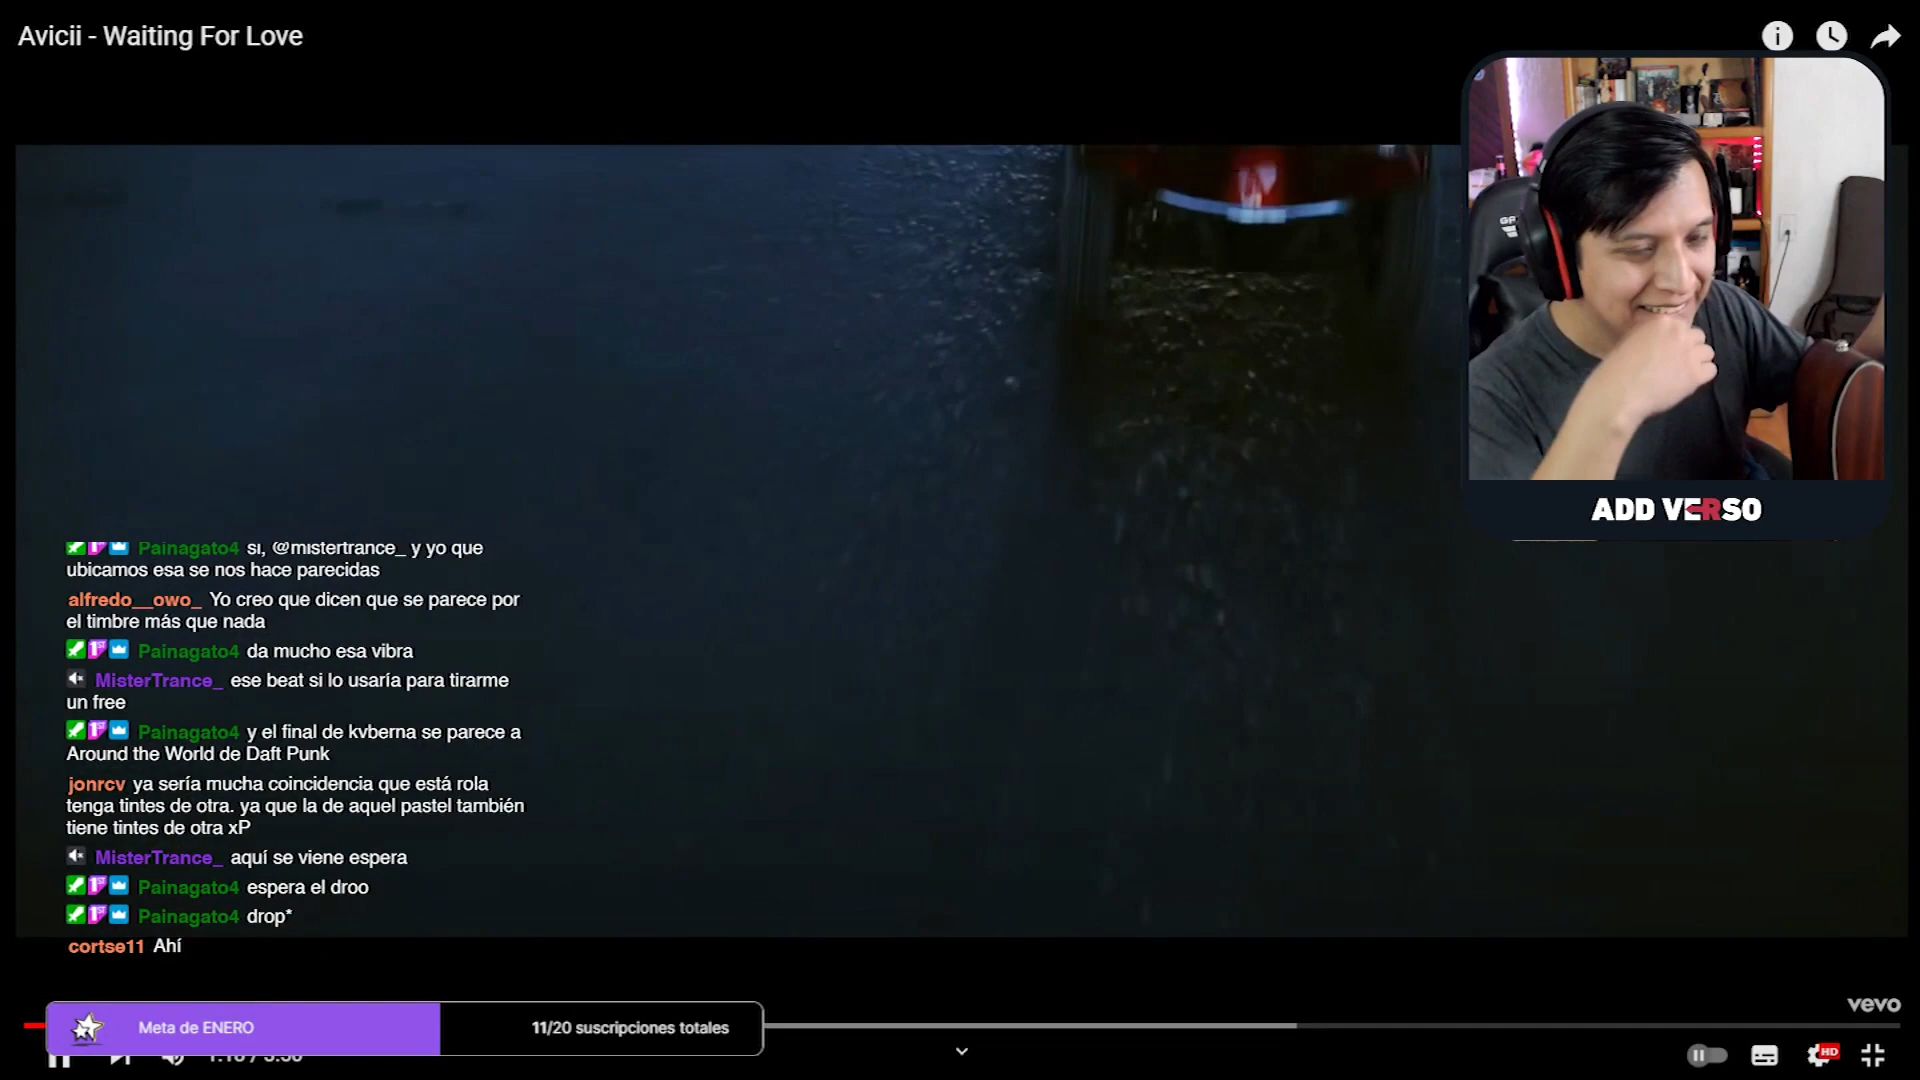 Avicii - Waiting For Love
ADD VERSO
Painagato4 si, @mistertrance_ y yo que
ubicamos esa se nos hace parecidas
alfredo__owo_ Yo creo que dicen que se parece por
el timbre más que nada
Painagato4 da mucho esa vibra
MisterTrance_ ese beat si lo usaría para tirarme
un free
Painagato4 y el final de kvberna se parece a
Around the World de Daft Punk
jonrcv ya sería mucha coincidencia que está rola
tenga tintes de otra. ya que la de aquel pastel también
tiene tintes de otra xP
MisterTrance_ aquí se viene espera
Painagato4 espera el droo
Painagato4 drop*
cortse11 Ahí
vevo
Meta de ENERO 11/20 suscripciones totales
HD